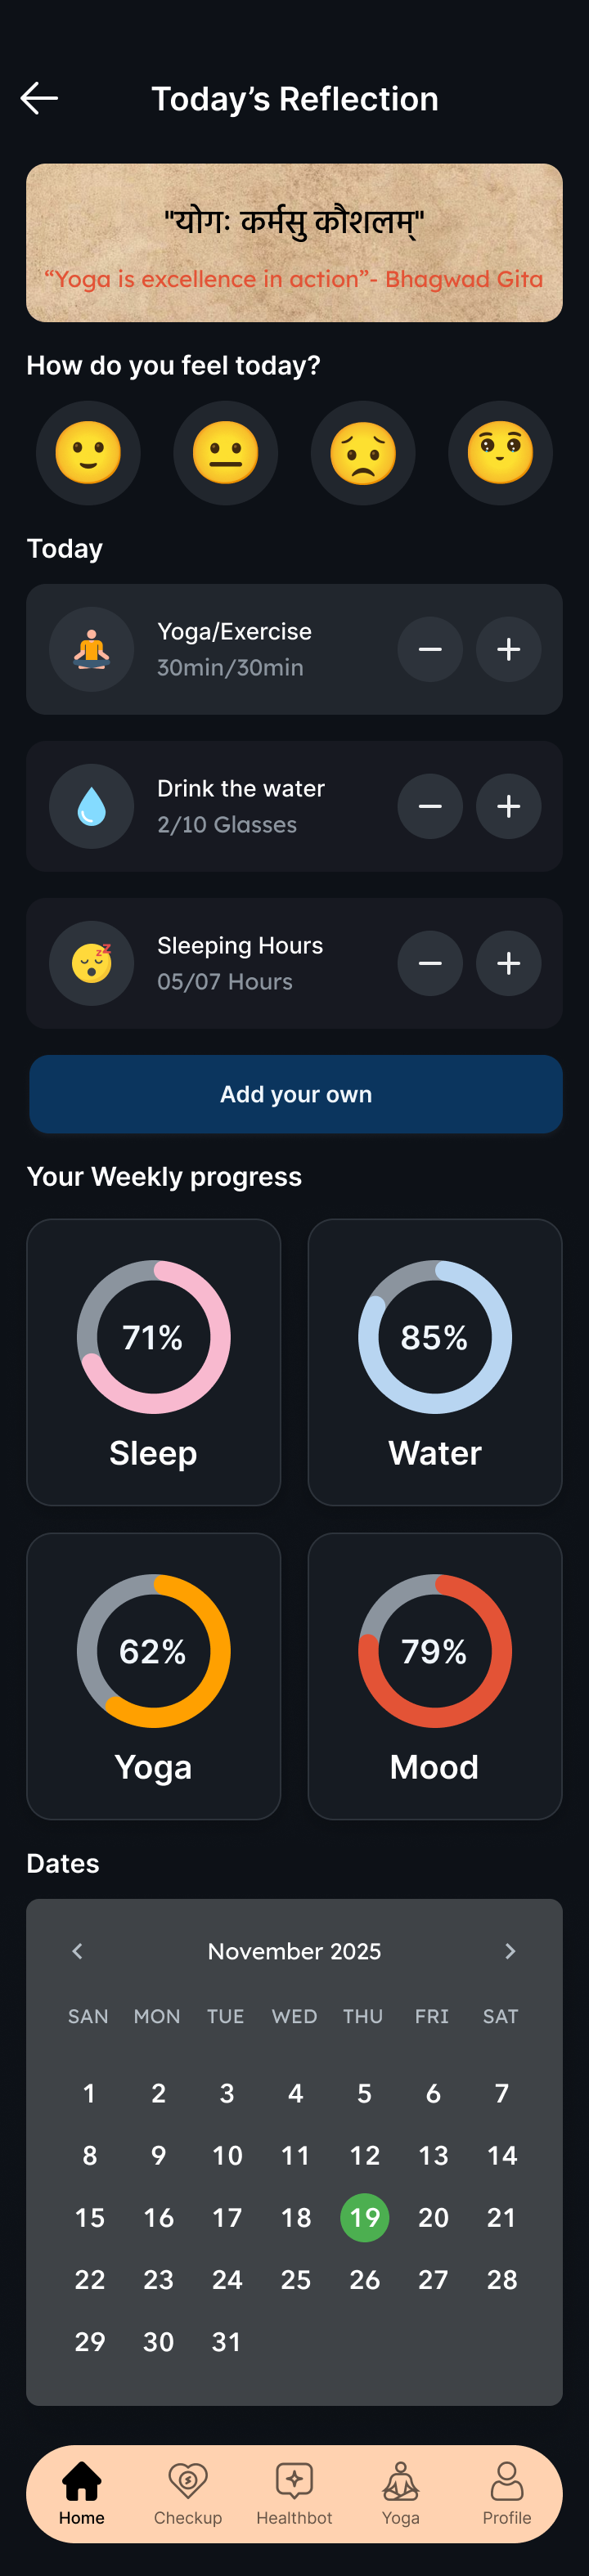 Today’s Reflection
"योगः कर्मसु कौशलम्"
“Yoga is excellence in action”- Bhagwad Gita
How do you feel today?
Today
Yoga/Exercise
30min/30min
Drink the water
2/10 Glasses
Sleeping Hours
05/07 Hours
Add your own
Your Weekly progress
71% 85%
Sleep Water
62% 79%
Yoga Mood
Dates
November 2025
SAN MON TUE WED THU FRI SAT
1 2 3 4 5 6 7
8 9 10 11 12 13 14
15 16 17 18 19 20 21
22 23 24 25 26 27 28
29 30 31
Home Checkup Healthbot Yoga Profile